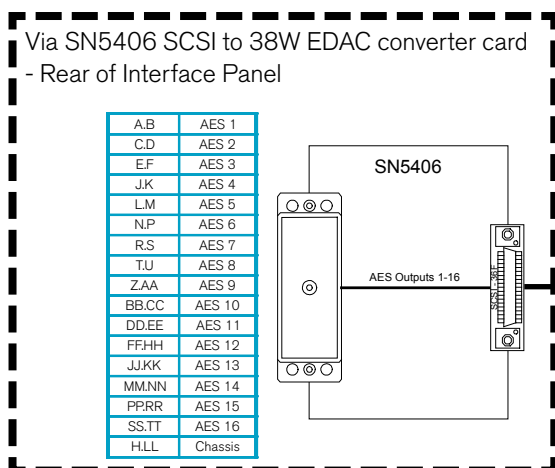 Via SN5406 SCSI to 38W EDAC converter card
- Rear of Interface Panel
A.B AES 1
C.D AES 2
E.F AES 3
J.K AES 4
L.M AES 5
N.P AES 6
R.S AES 7
T.U AES 8
Z.AA AES 9
BB.CC AES 10
DD.EE AES 11
FF.HH AES 12
JJ.KK AES 13
MM.NN AES 14
PP.RR AES 15
SS.TT AES 16
H.LL Chassis
SN5406
AES Outputs 1-16
SCSI - 36F